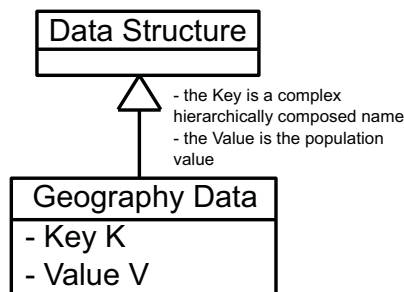 Data Structure
- the Key is a complex
hierarchically composed name
- the Value is the population
value
Geography Data
- Key K
- Value V